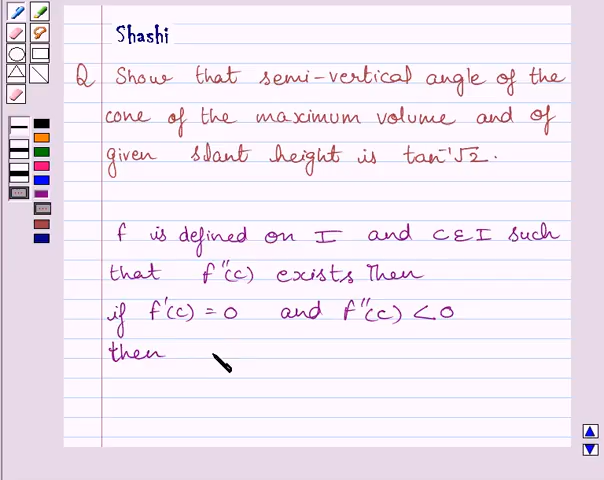 Shashi
Q Show that semi-vertical angle of the
cone of the maximum volume and of
given slant height is tan⁻¹√2.
f is defined on I and C ε I such
that f''(c) exists Then
if f'(c) = 0 and f''(c) < 0
then